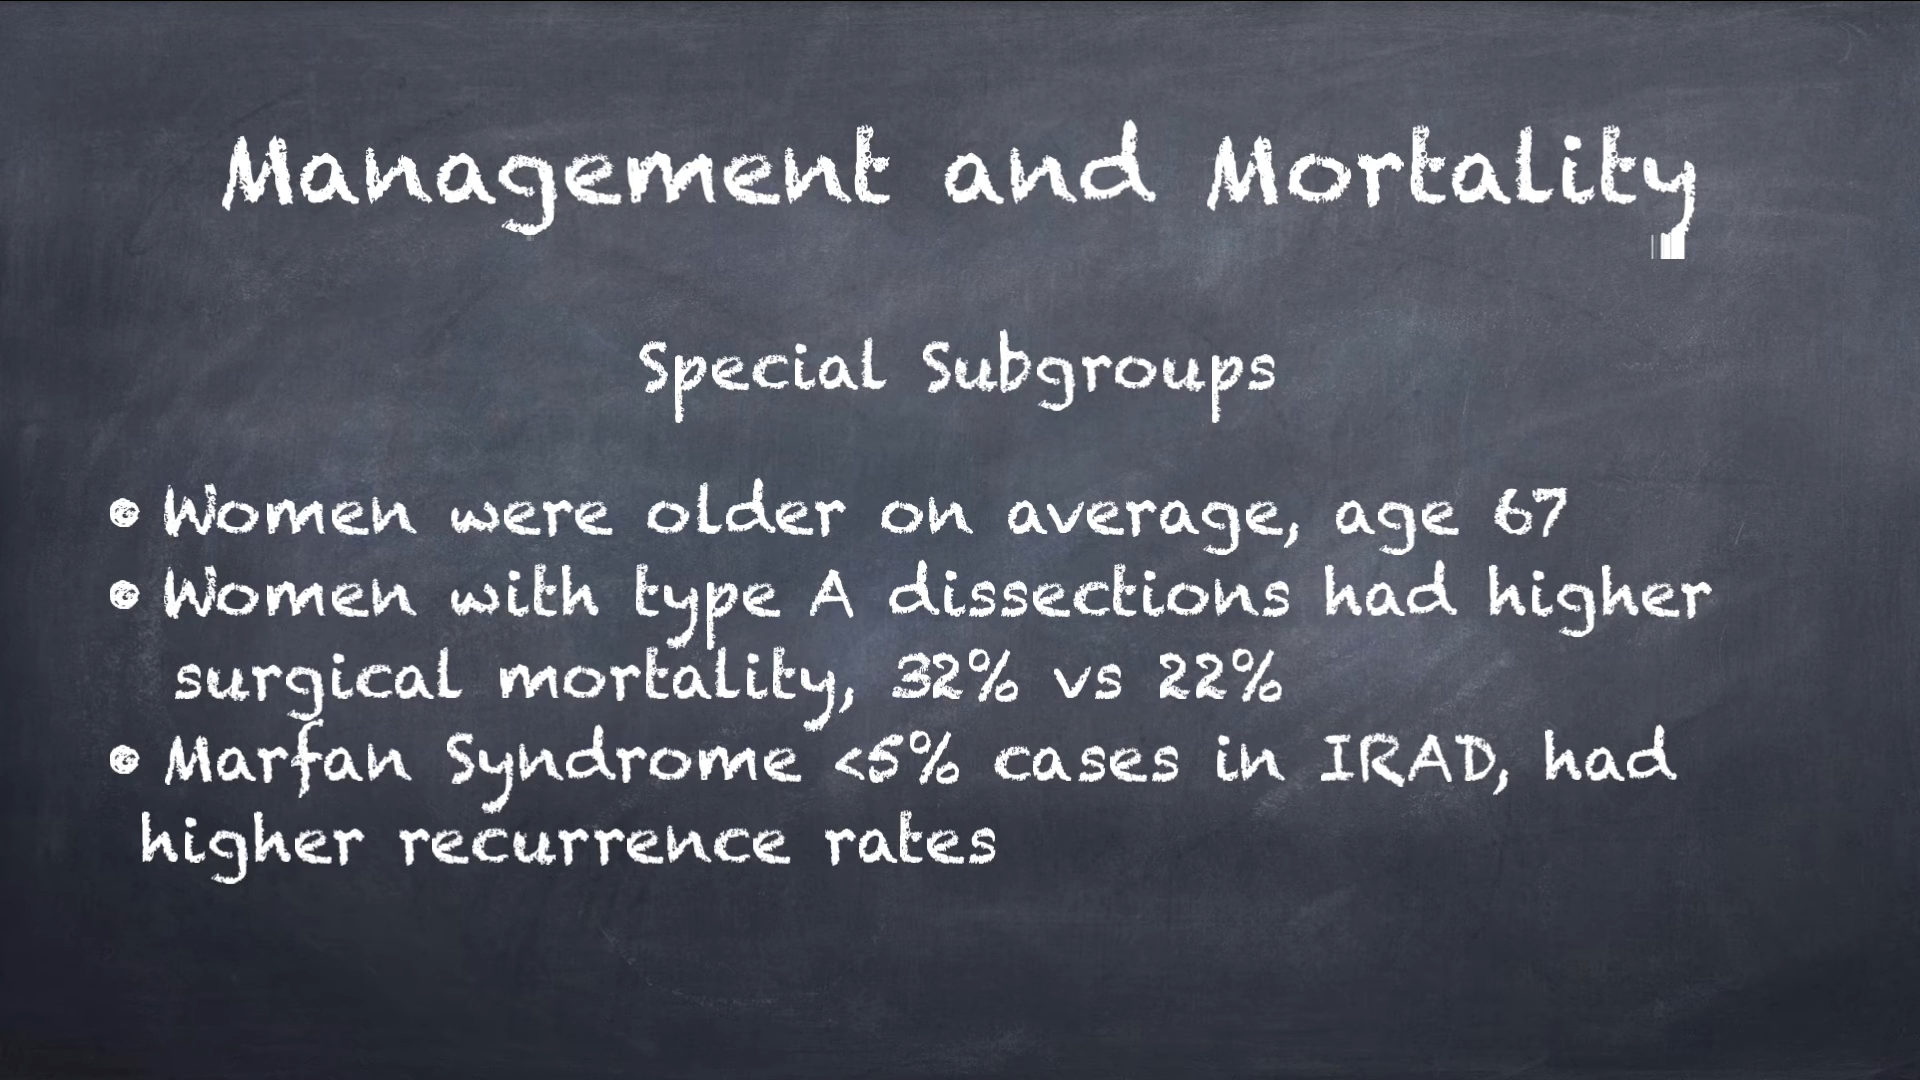 Management and Mortality
Special Subgroups
• Women were older on average, age 67
• Women with type A dissections had higher
surgical mortality, 32% vs 22%
• Marfan Syndrome <5% cases in IRAD, had
higher recurrence rates